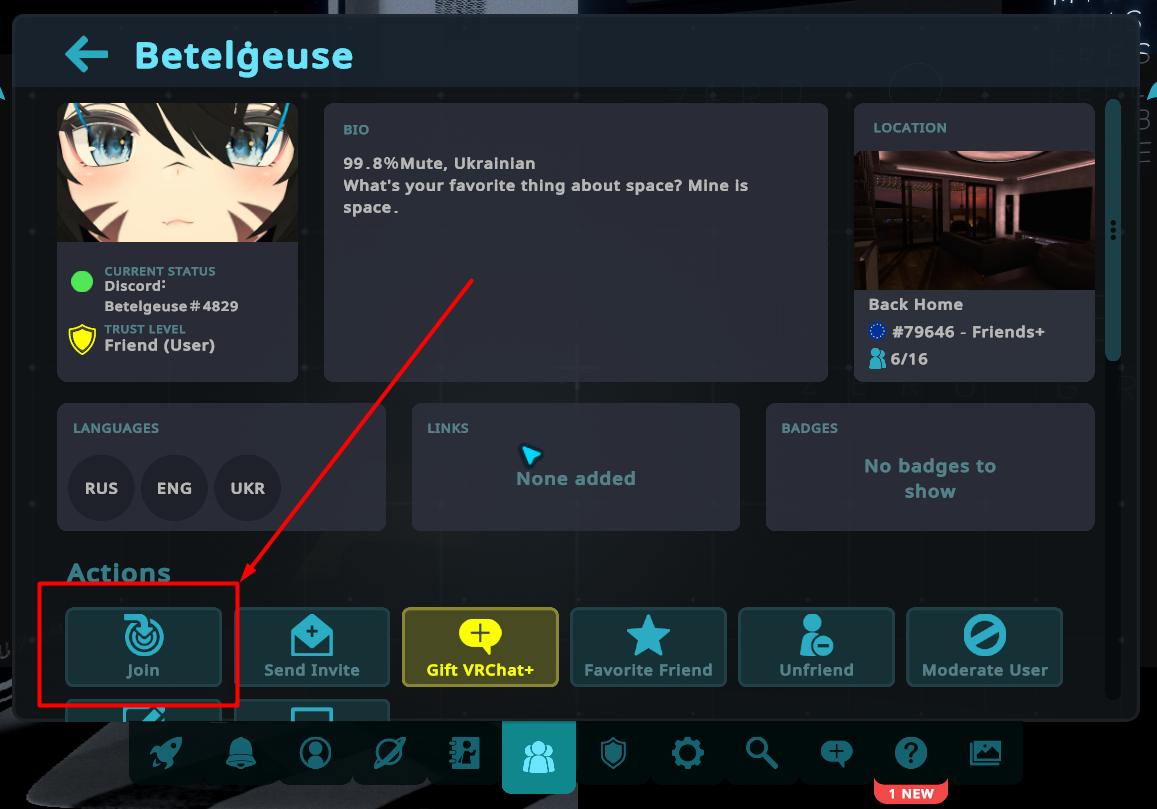 Betelġeuse
BIO
99.8%Mute, Ukrainian
What's your favorite thing about space? Mine is
space.
LOCATION
Back Home
#79646 - Friends+
6/16
CURRENT STATUS
Discord:
Betelgeuse#4829
TRUST LEVEL
Friend (User)
LANGUAGES
RUS
ENG
UKR
LINKS
None added
BADGES
No badges to
show
Actions
Join
Send Invite
Gift VRChat+
Favorite Friend
Unfriend
Moderate User
1 NEW